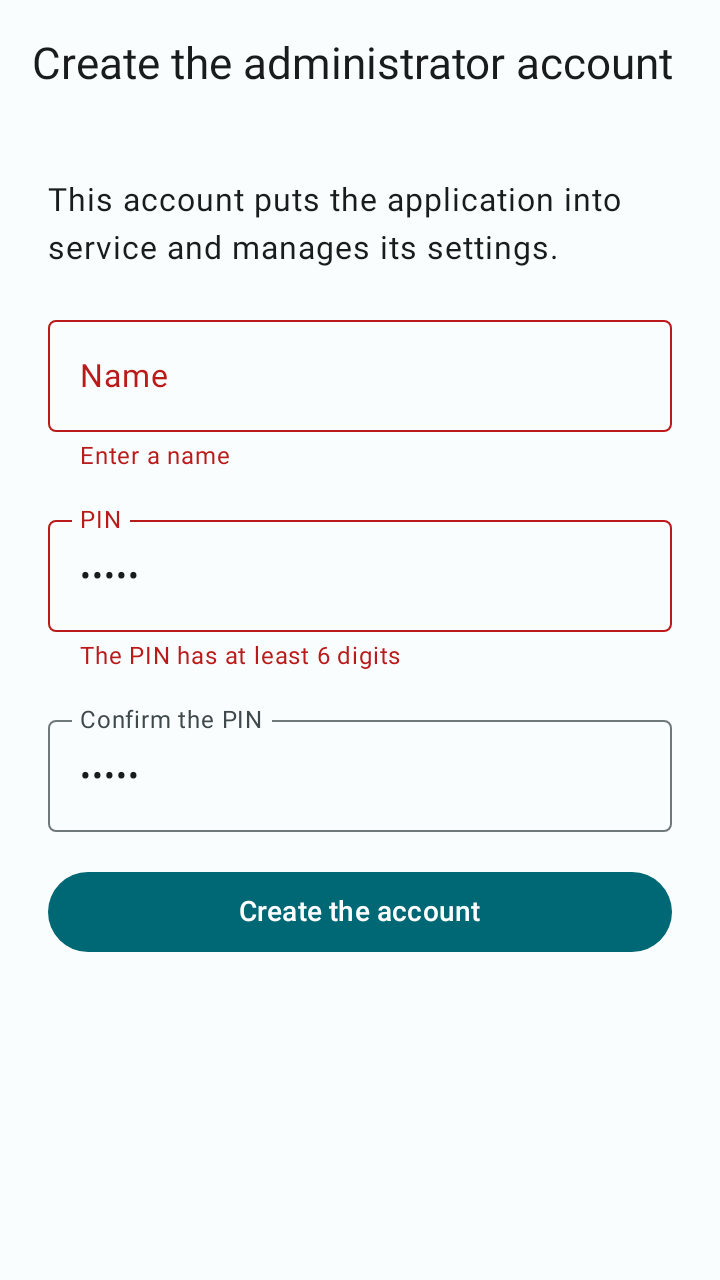 Create the administrator account
This account puts the application into
service and manages its settings.
Name
Enter a name
PIN
•••••
The PIN has at least 6 digits
Confirm the PIN
•••••
Create the account